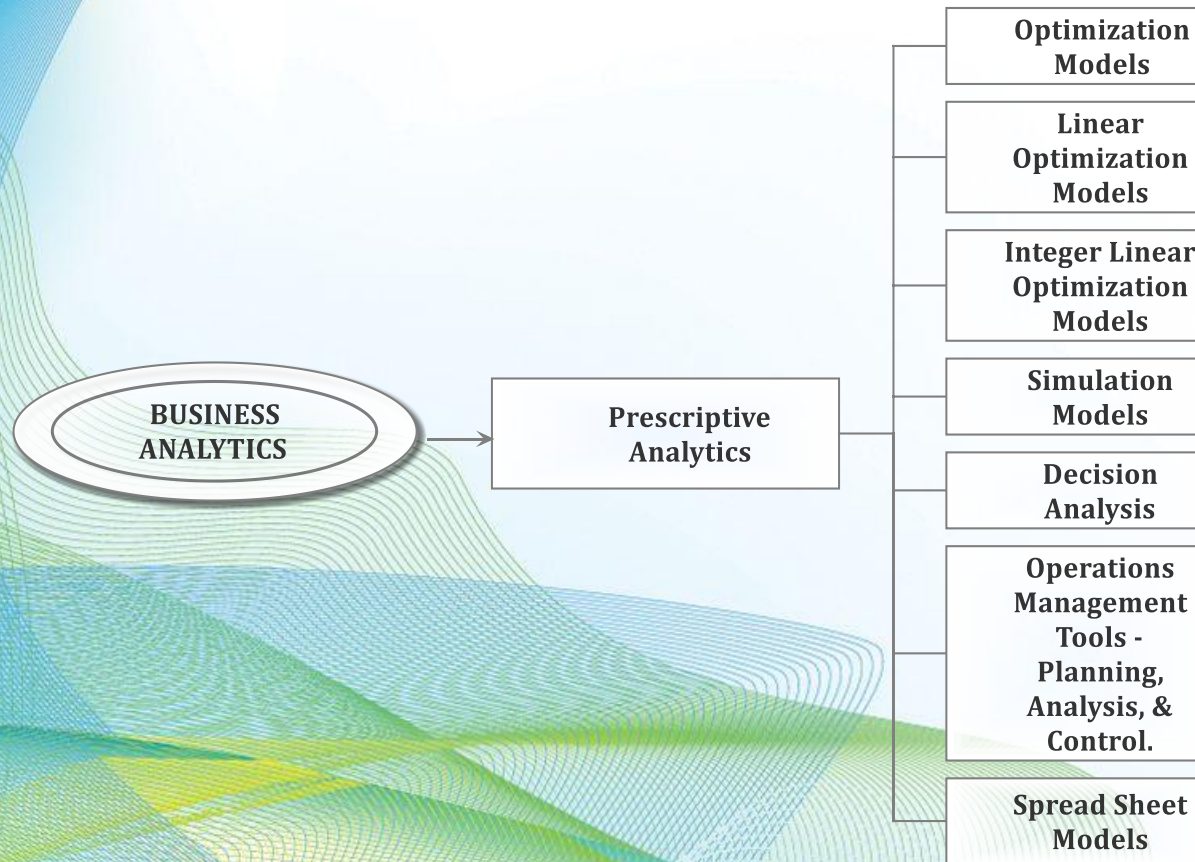 BUSINESS
ANALYTICS
Prescriptive
Analytics
Optimization
Models
Linear
Optimization
Models
Integer Linear
Optimization
Models
Simulation
Models
Decision
Analysis
Operations
Management
Tools -
Planning,
Analysis, &
Control.
Spread Sheet
Models